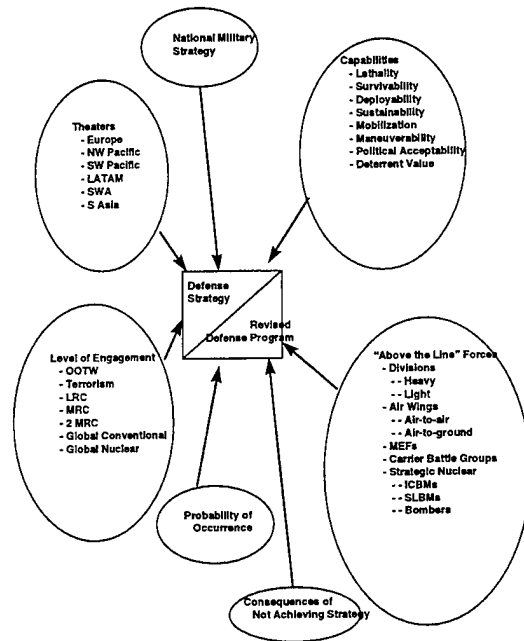 National Military
Strategy
Capabilities
- Lethality
- Survivability
- Deployability
- Sustainability
- Mobilization
- Maneuverability
- Political Acceptability
- Deterrent Value
Theaters
- Europe
- NW Pacific
- SW Pacific
- LATAM
- SWA
- S Asia
Defense
Strategy
Revised
Defense Program
Level of Engagement
- OOTW
- Terrorism
- LRC
- MRC
- 2 MRC
- Global Conventional
- Global Nuclear
"Above the Line" Forces
- Divisions
- - Heavy
- - Light
- Air Wings
- - Air-to-air
- - Air-to-ground
- MEFs
- Carrier Battle Groups
- Strategic Nuclear
- - ICBMs
- - SLBMs
- - Bombers
Probability of
Occurrence
Consequences of
Not Achieving Strategy